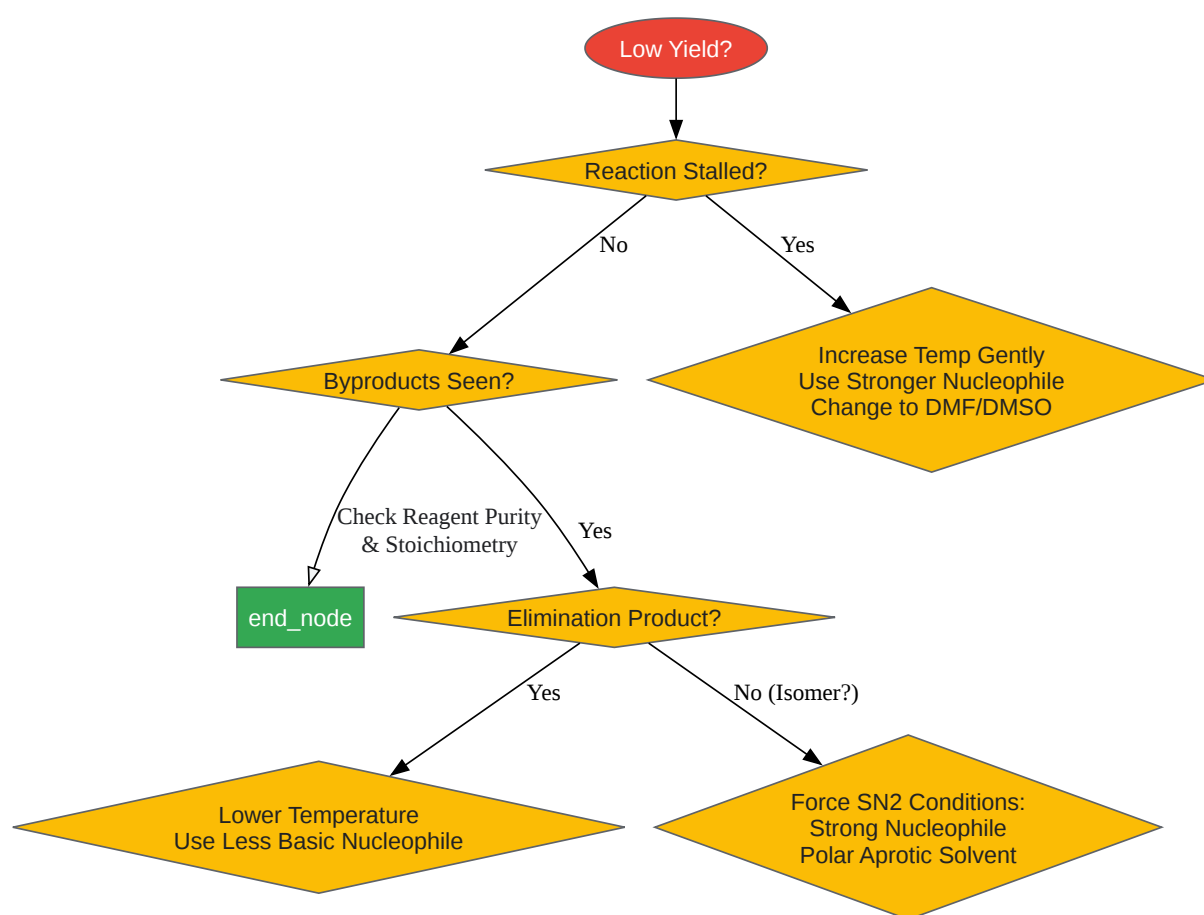 Low Yield?
Reaction Stalled?
No
Yes
Increase Temp Gently
Use Stronger Nucleophile
Change to DMF/DMSO
Byproducts Seen?
Check Reagent Purity
& Stoichiometry
Yes
end_node
Elimination Product?
Yes
No (Isomer?)
Lower Temperature
Use Less Basic Nucleophile
Force SN2 Conditions:
Strong Nucleophile
Polar Aprotic Solvent